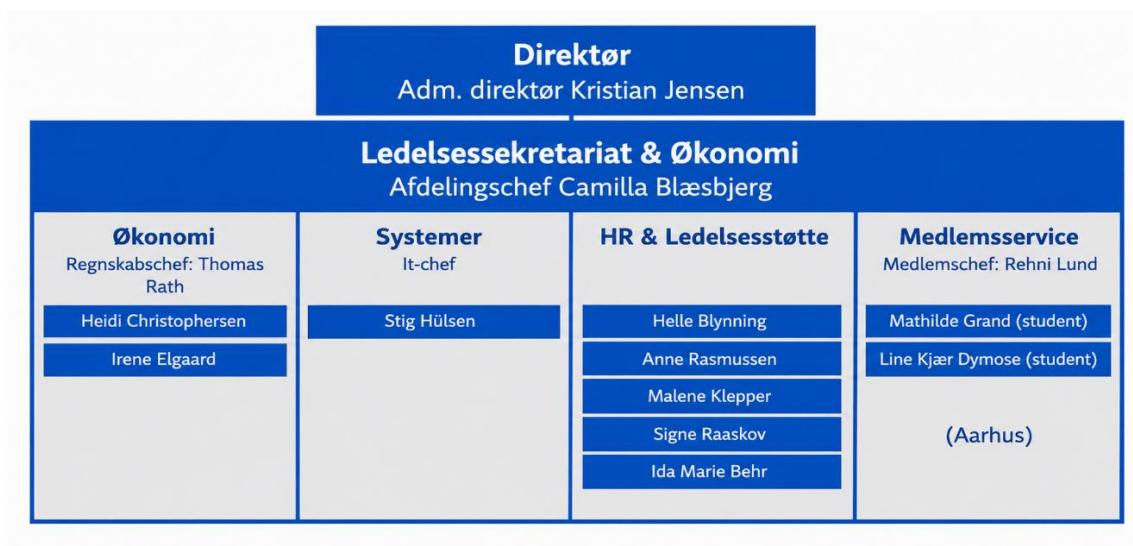 Direktør
Adm. direktør Kristian Jensen
Ledelsessekretariat & Økonomi
Afdelingschef Camilla Blæsbjerg
Økonomi
Regnskabschef: Thomas
Rath
Heidi Christophersen
Irene Elgaard
Systemer
It-chef
Stig Hülsen
HR & Ledelsesstøtte
Helle Blynning
Anne Rasmussen
Malene Klepper
Signe Raaskov
Ida Marie Behr
Medlemsservice
Medlemschef: Rehni Lund
Mathilde Grand (student)
Line Kjær Dymose (student)
(Aarhus)